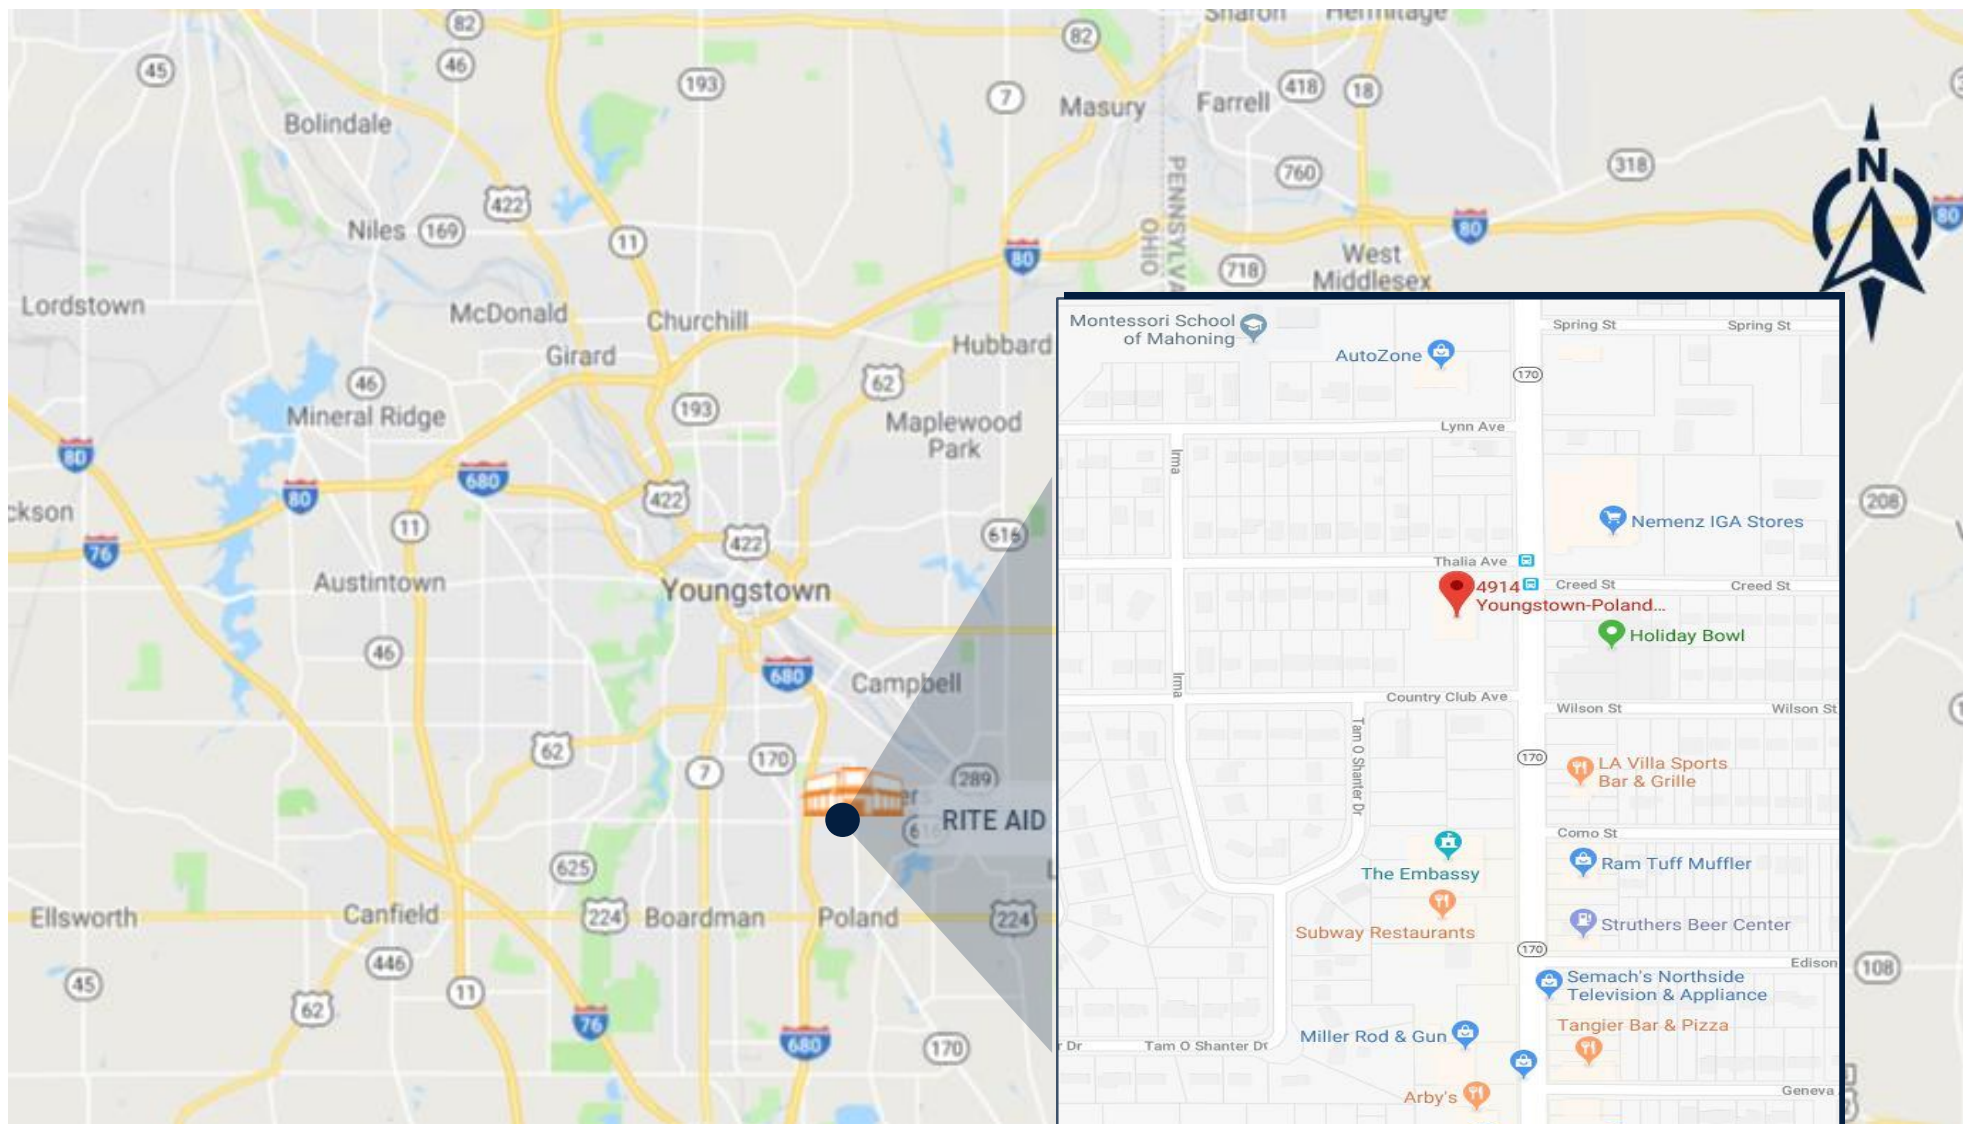 Sharon
Hermitage
82
82
46
45
193
7
Masury
Farrell
418
18
Bolindale
318
N
PENNSYLVA
OHIO
760
422
Niles
169
11
80
80
80
West
Middlesex
718
Lordstown
McDonald
Churchill
Girard
Hubbard
46
62
Mineral Ridge
193
Maplewood
Park
80
680
80
422
ckson
11
422
616
208
76
Austintown
Youngstown
46
680
Campbell
62
7
170
289
ers
616
RITE AID
625
Ellsworth
Canfield
224
Boardman
Poland
224
446
45
62
11
76
680
170
108
Montessori School
of Mahoning
AutoZone
Spring St
Spring St
170
Lynn Ave
Irma
Nemenz IGA Stores
Thalia Ave
4914
Youngstown-Poland...
Creed St
Creed St
Holiday Bowl
Irma
Country Club Ave
Wilson St
Wilson St
Tam O Shanter Dr
170
LA Villa Sports
Bar & Grille
Como St
The Embassy
Ram Tuff Muffler
Subway Restaurants
Struthers Beer Center
170
Edison
Semach's Northside
Television & Appliance
Tangier Bar & Pizza
Miller Rod & Gun
r Dr
Tam O Shanter Dr
Arby's
Geneva